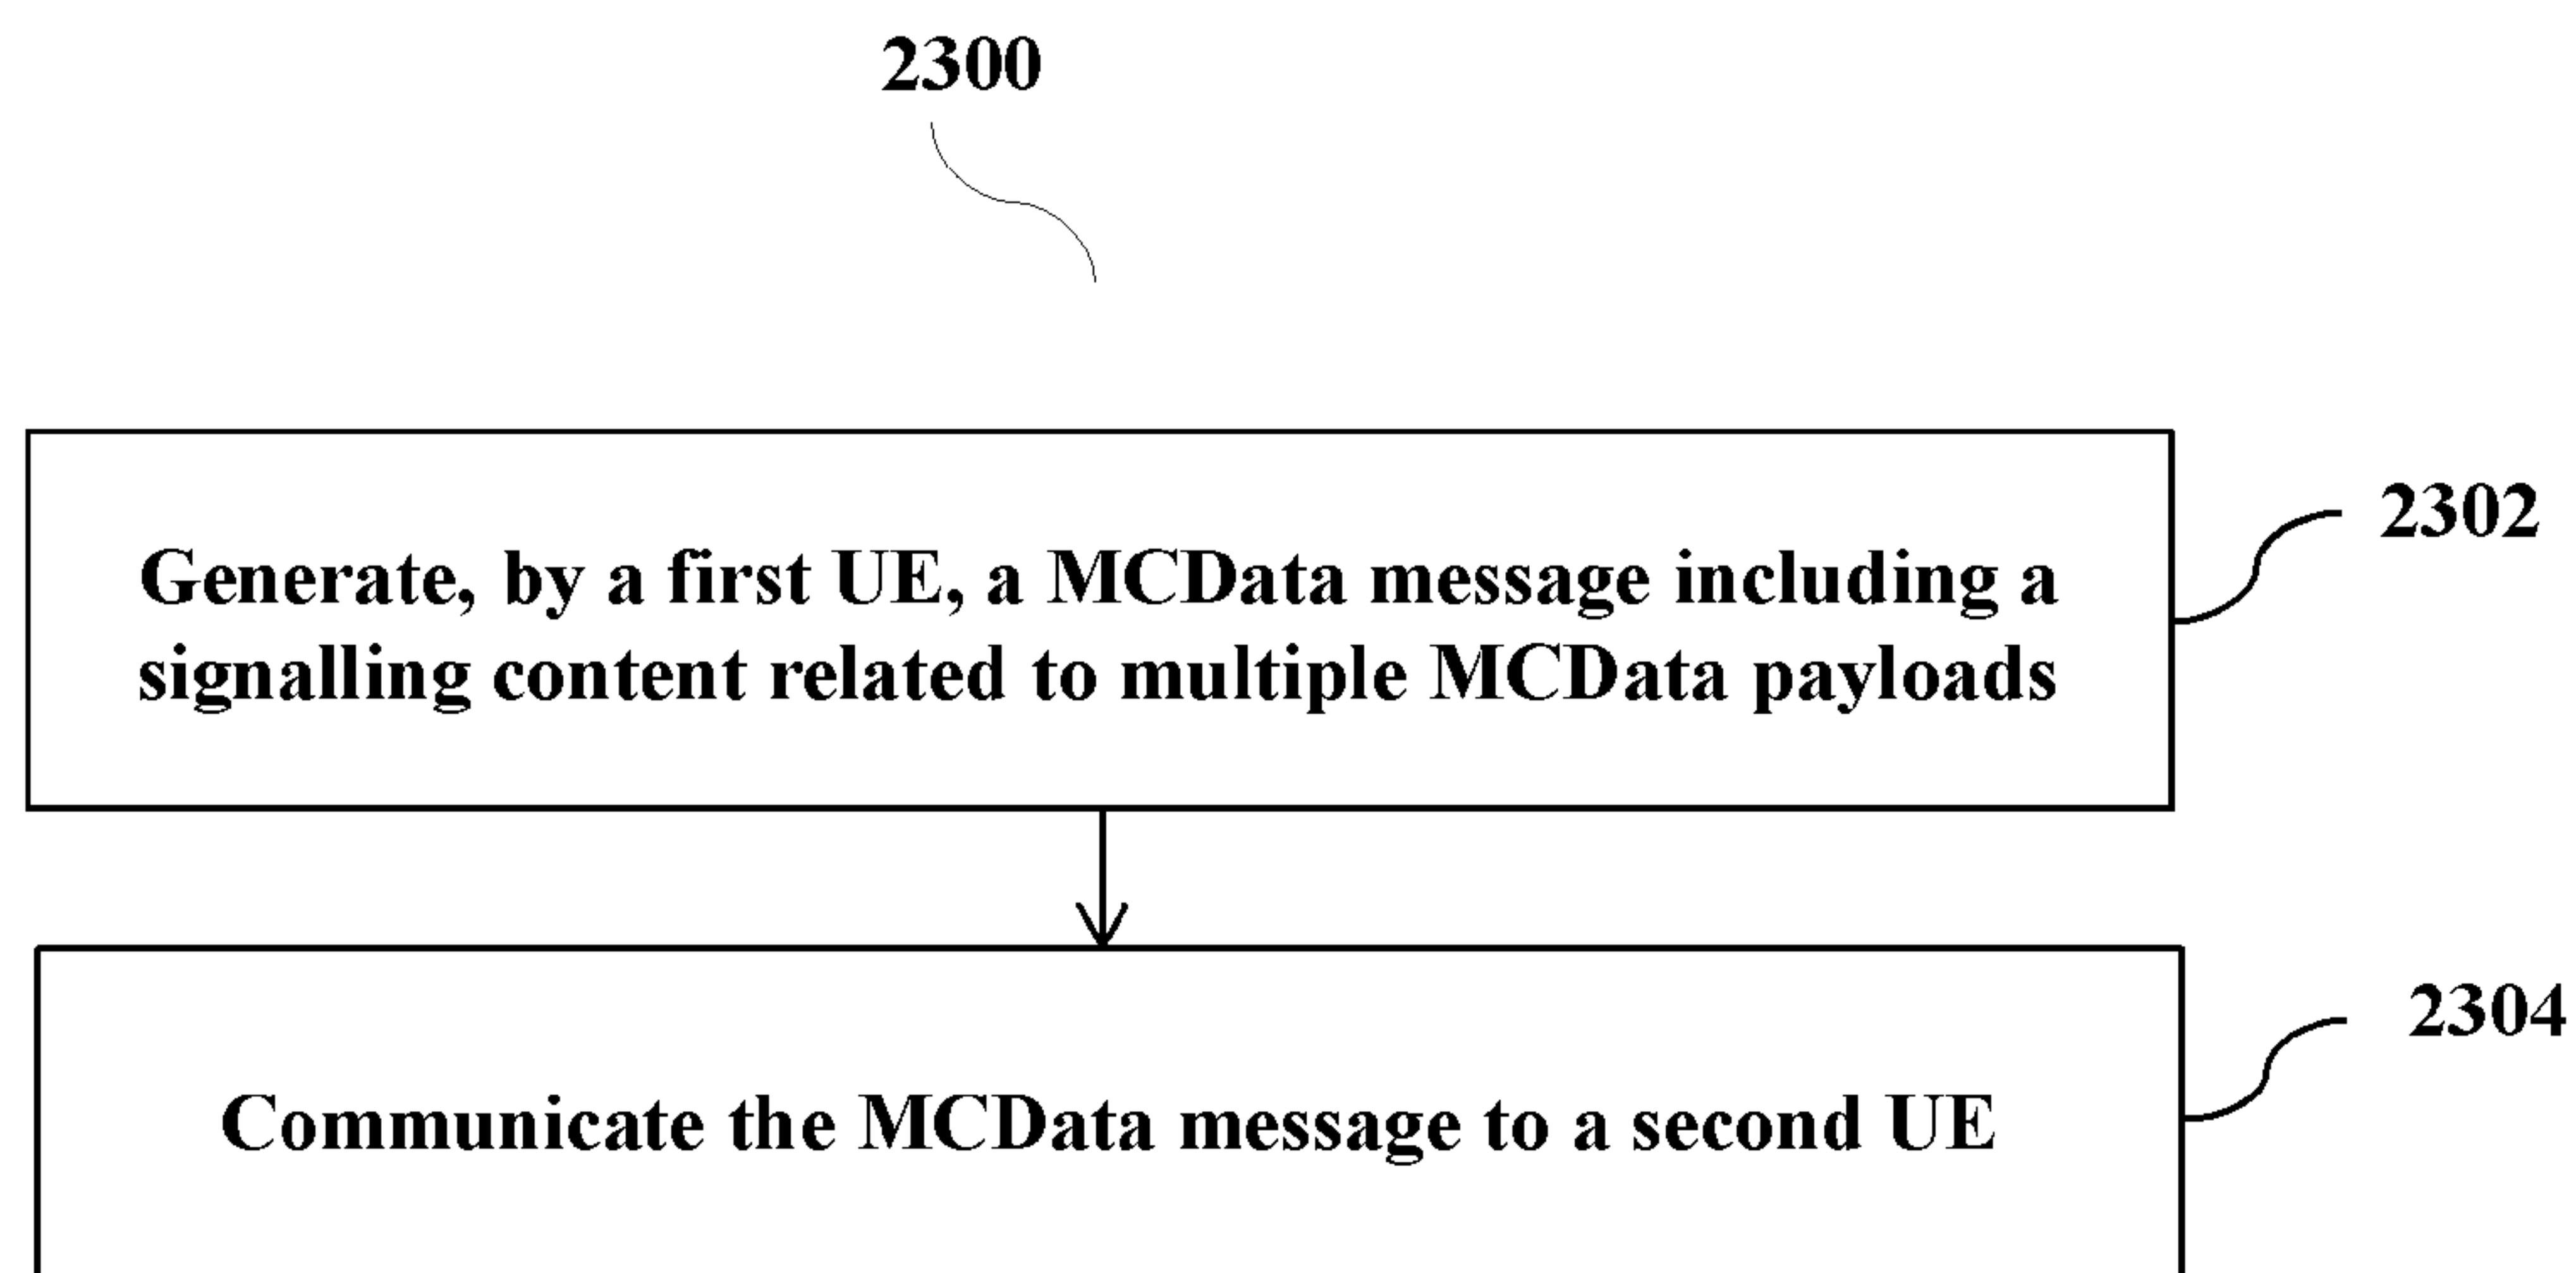 2300
Generate, by a first UE, a MCData message including a
2302
signalling content related to multiple MCData payloads
2304
Communicate the MCData message to a second UE